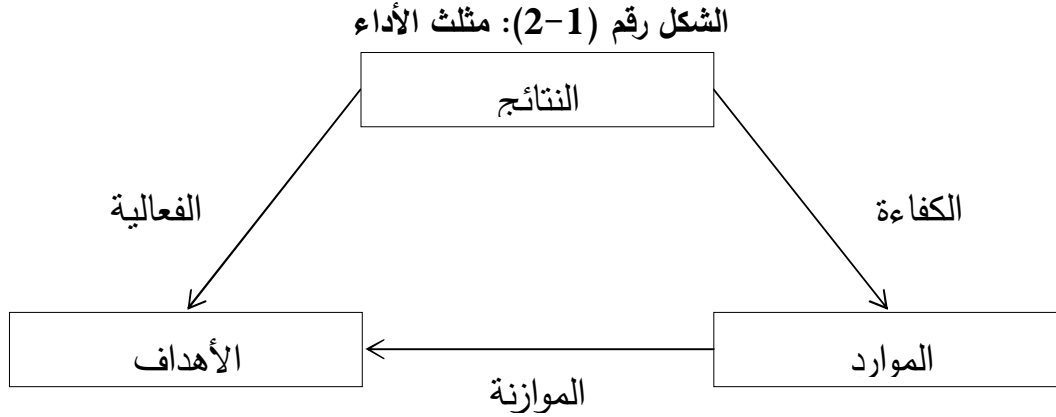 الشكل رقم (1-2): مثلث الأداء
النتائج
الكفاءة
الفعالية
الموارد
الأهداف
الموازنة